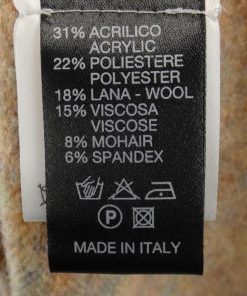 31% ACRILICO
ACRYLIC
22% POLIESTERE
POLYESTER
18% LANA - WOOL
15% VISCOSA
VISCOSE
8% MOHAIR
6% SPANDEX
P
MADE IN ITALY